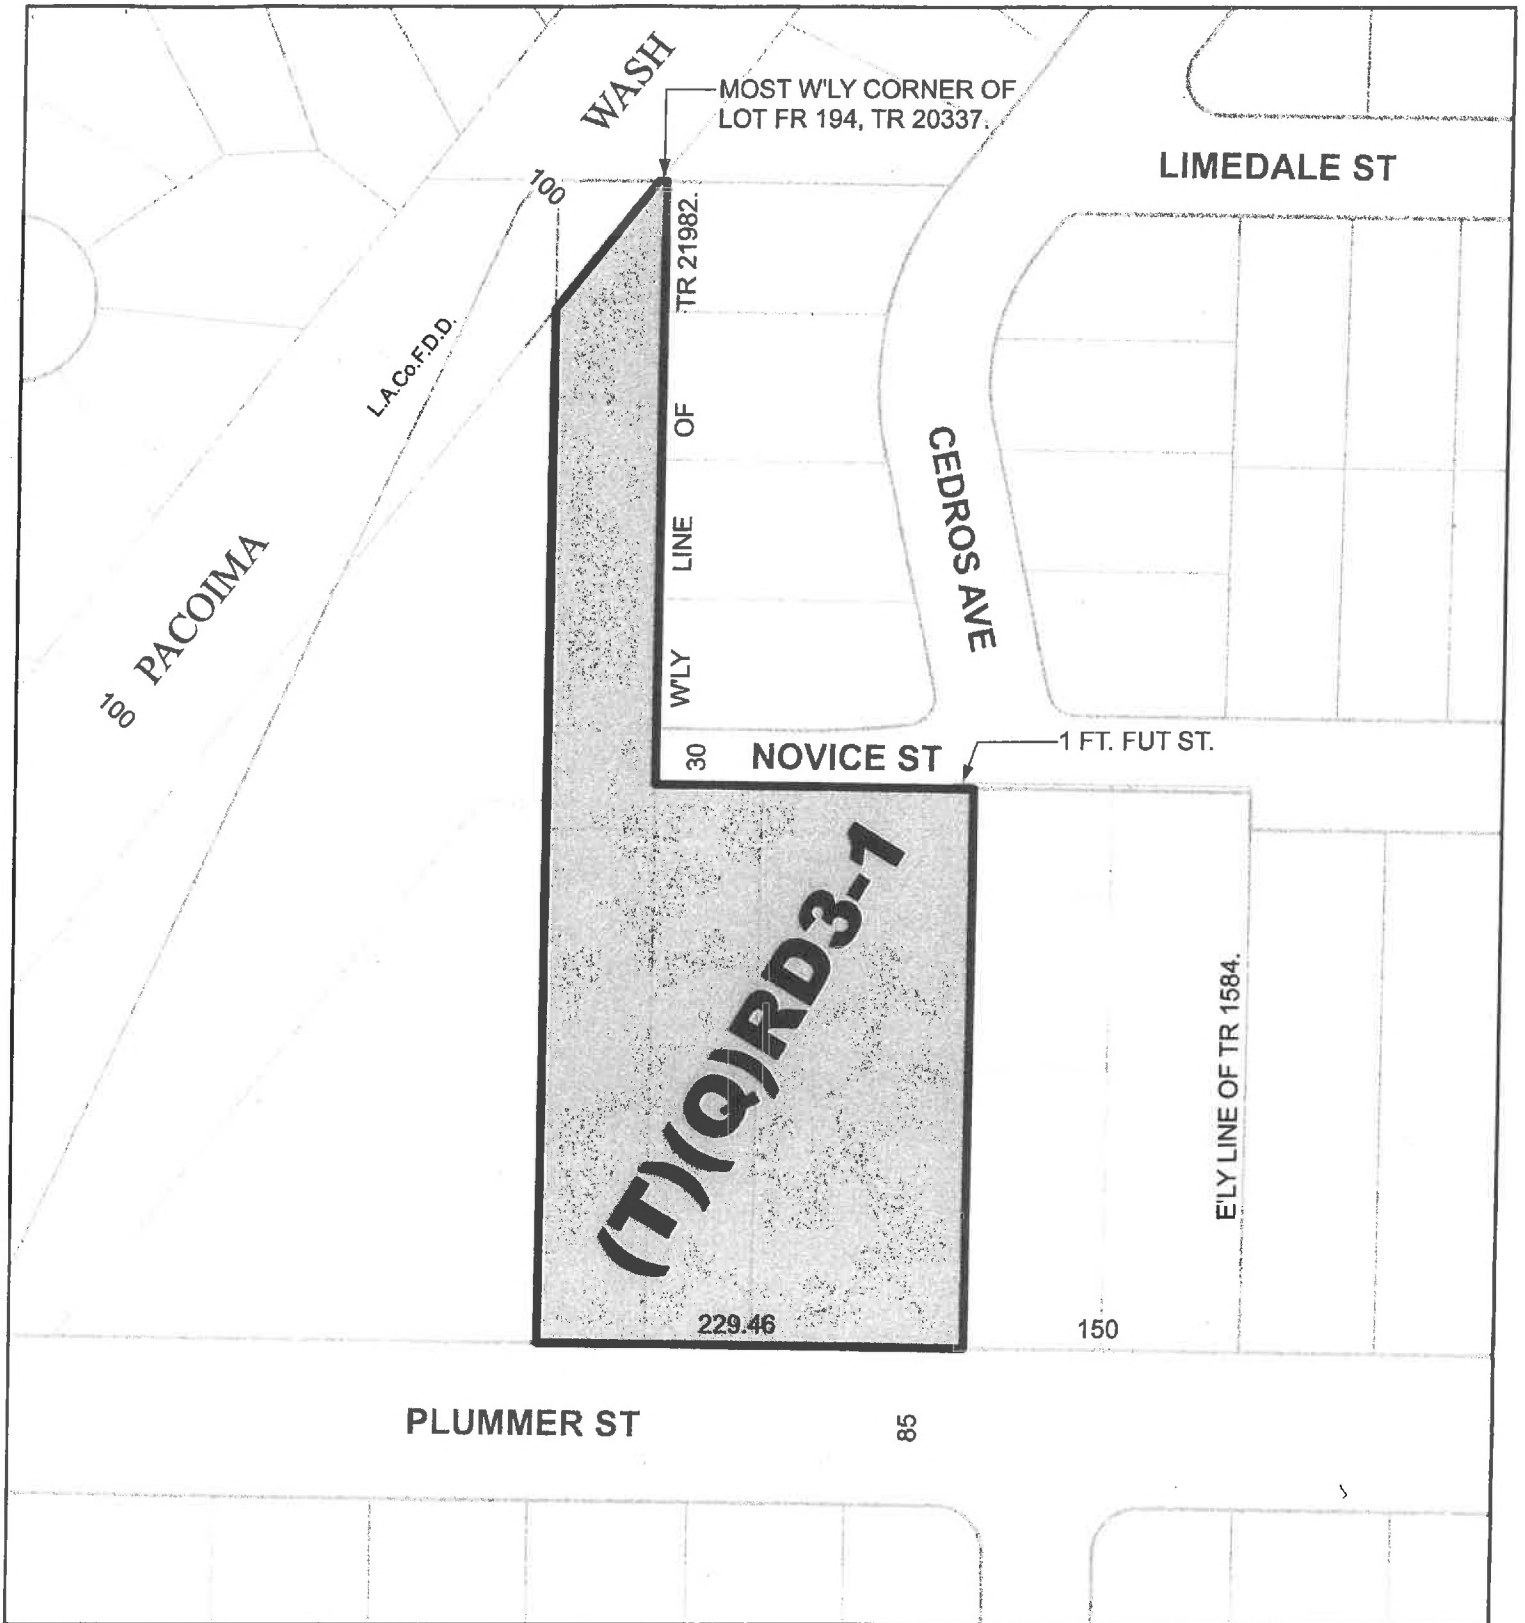 WASH
MOST W'LY CORNER OF
LOT FR 194, TR 20337.
LIMEDALE ST
100
TR 21982.
L.A.Co.F.D.D.
OF
CEDROS AVE
LINE
PACOIMA
W'LY
100
30
NOVICE ST
1 FT. FUT ST.
(T)(Q)RD3-1
E'LY LINE OF TR 1584.
229.46
150
PLUMMER ST
85